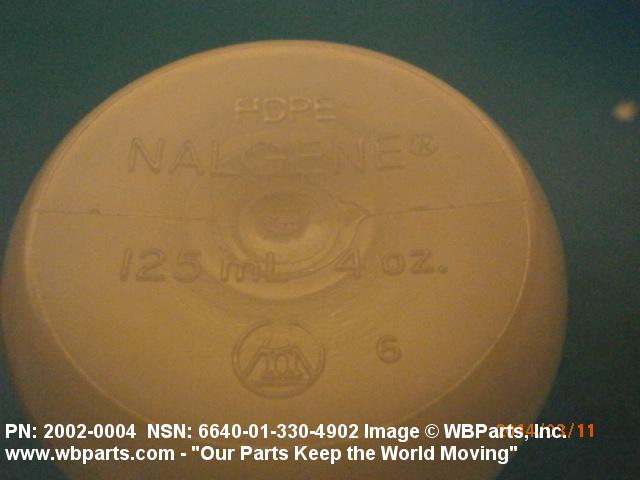 HDPE
NALGENE®
125 mL 4 oz.
6
PN: 2002-0004 NSN: 6640-01-330-4902 Image © WBParts, Inc.
www.wbparts.com - "Our Parts Keep the World Moving"